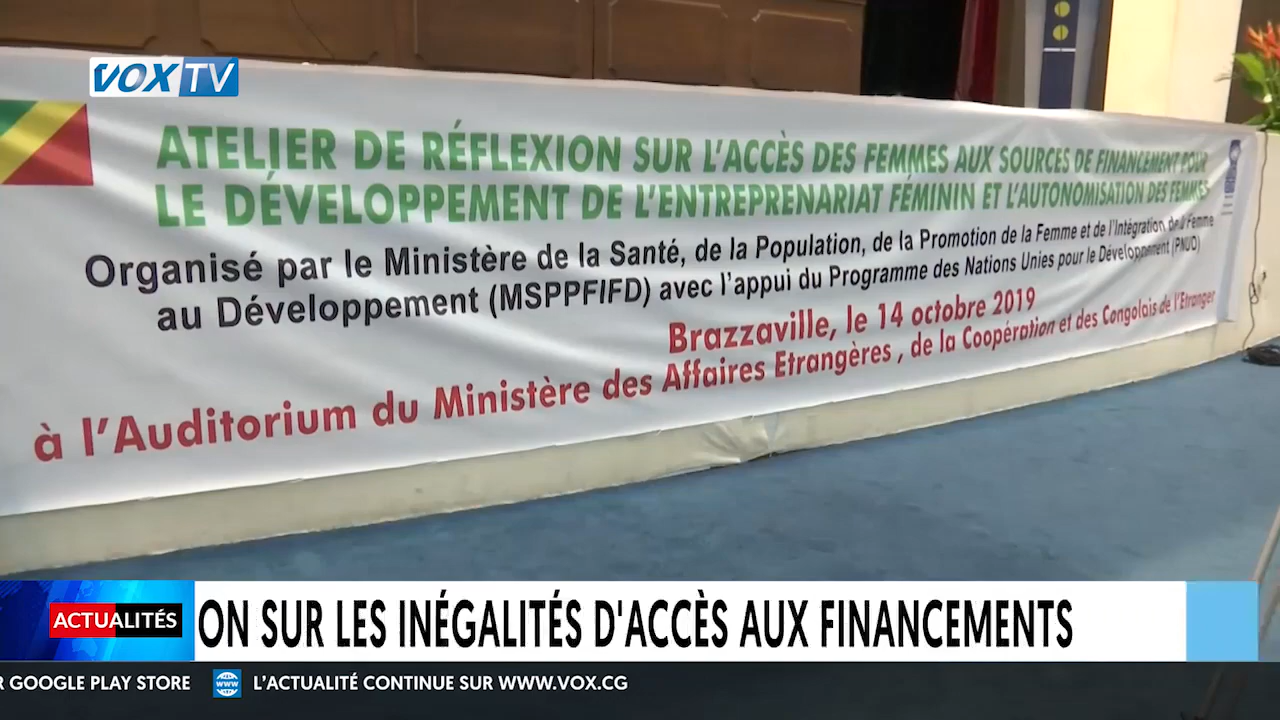 VOX TV
ATELIER DE RÉFLEXION SUR L'ACCÈS DES FEMMES AUX SOURCES DE FINANCEMENT POUR
LE DÉVELOPPEMENT DE L'ENTREPRENARIAT FÉMININ ET L'AUTONOMISATION DES FEMMES
Organisé par le Ministère de la Santé, de la Population, de la Promotion de la Femme et de l'Intégration de la Femme
au Développement (MSPPFIFD) avec l'appui du Programme des Nations Unies pour le Développement (PNUD)
Brazzaville, le 14 octobre 2019
à l'Auditorium du Ministère des Affaires Etrangères , de la Coopération et des Congolais de l'Etranger
ACTUALITÉS
ON SUR LES INÉGALITÉS D'ACCÈS AUX FINANCEMENTS
R GOOGLE PLAY STORE www L'ACTUALITÉ CONTINUE SUR WWW.VOX.CG